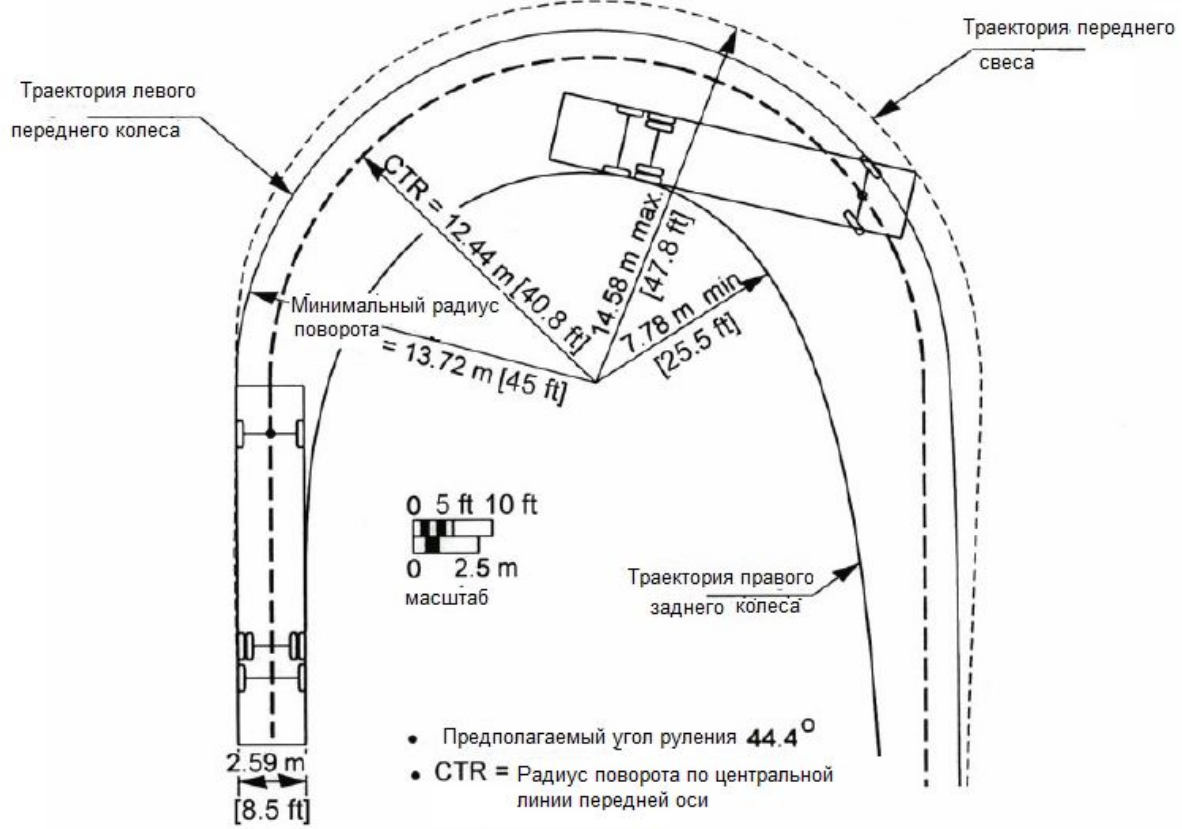 Траектория переднего
свеса
Траектория левого
переднего колеса
CTR = 12.44 m [40.8 ft]
14.58 m max.
[47.8 ft]
7.78 m min
[25.5 ft]
Минимальный радиус
поворота
= 13.72 m [45 ft]
0 5 ft 10 ft
0 2.5 m
масштаб
Траектория правого
заднего колеса
• Предполагаемый угол руления 44.4°
• CTR = Радиус поворота по центральной
линии передней оси
2.59 m
[8.5 ft]